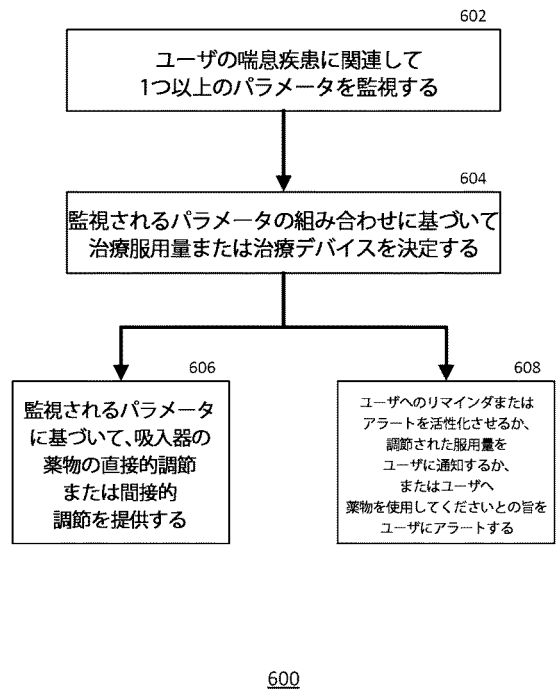 602
ユーザの喘息疾患に関連して
1つ以上のパラメータを監視する
604
監視されるパラメータの組み合わせに基づいて
治療服用量または治療デバイスを決定する
606
監視されるパラメータ
に基づいて、吸入器の
薬物の直接的調節
または間接的
調節を提供する
608
ユーザへのリマインダまたは
アラートを活性化させるか、
調節された服用量を
ユーザに通知するか、
またはユーザへ
薬物を使用してくださいとの旨を
ユーザにアラートする
600